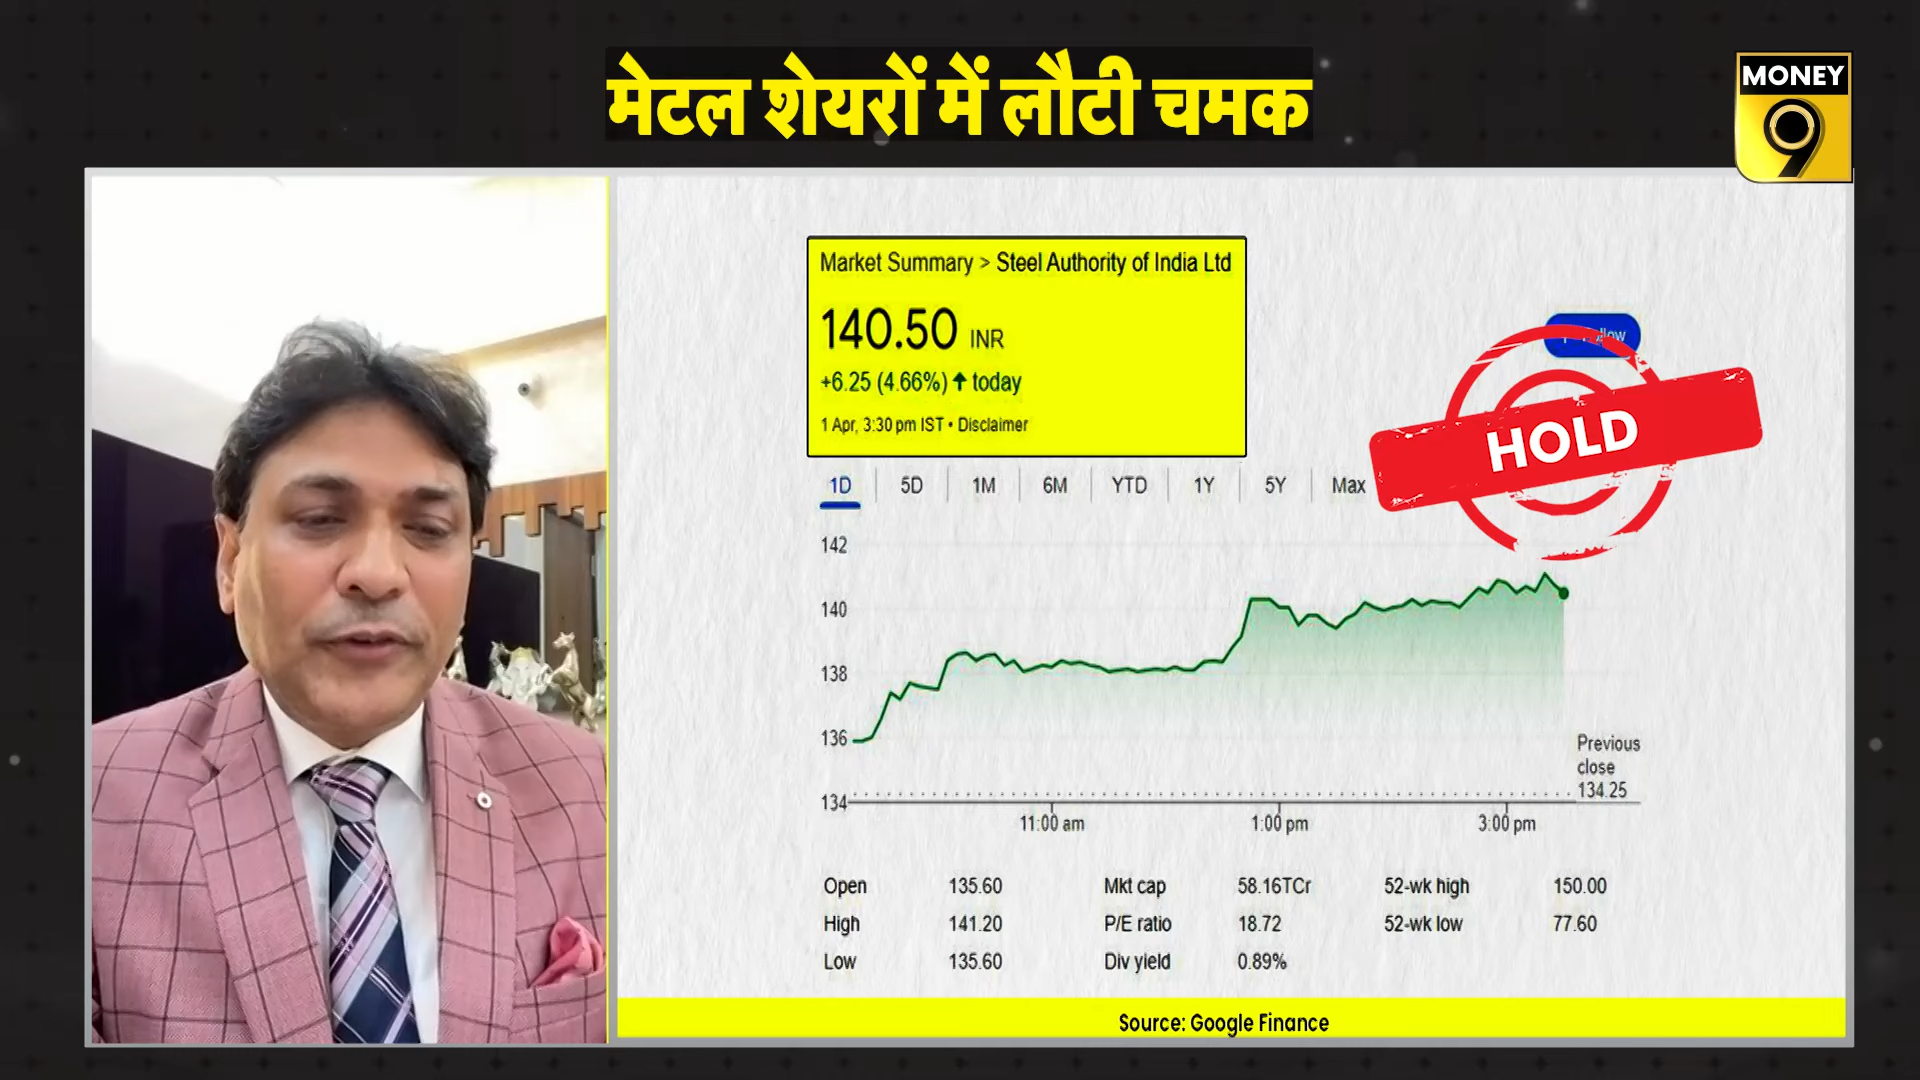 मेटल शेयरों में लौटी चमक
MONEY
9
Market Summary > Steel Authority of India Ltd
140.50 INR
+6.25 (4.66%) ↑ today
1 Apr, 3:30 pm IST • Disclaimer
HOLD
1D 5D 1M 6M YTD 1Y 5Y Max
142
140
138
136
134
Previous
close
134.25
11:00 am 1:00 pm 3:00 pm
Open 135.60 Mkt cap 58.16TCr 52-wk high 150.00
High 141.20 P/E ratio 18.72 52-wk low 77.60
Low 135.60 Div yield 0.89%
Source: Google Finance